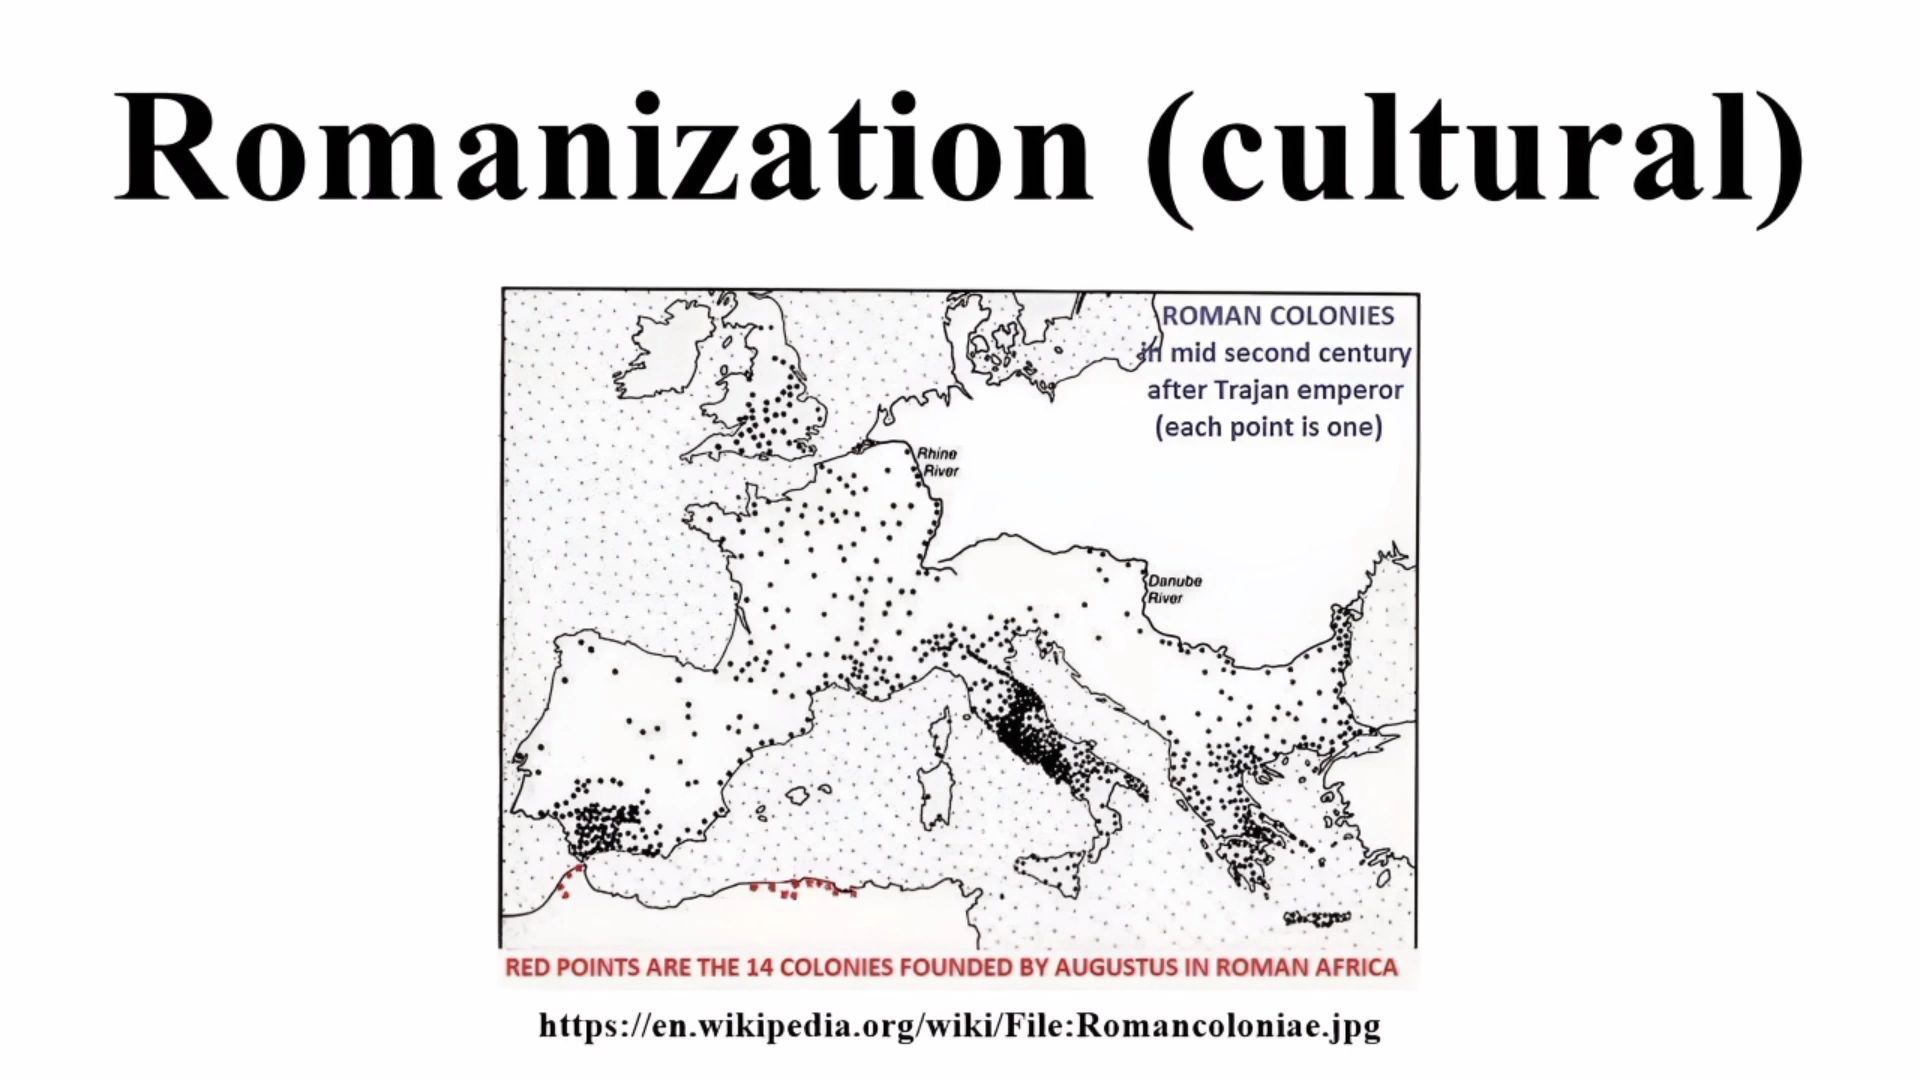 Romanization (cultural)
ROMAN COLONIES
in mid second century
after Trajan emperor
(each point is one)
Rhine
River
Danube
River
RED POINTS ARE THE 14 COLONIES FOUNDED BY AUGUSTUS IN ROMAN AFRICA
https://en.wikipedia.org/wiki/File:Romancoloniae.jpg